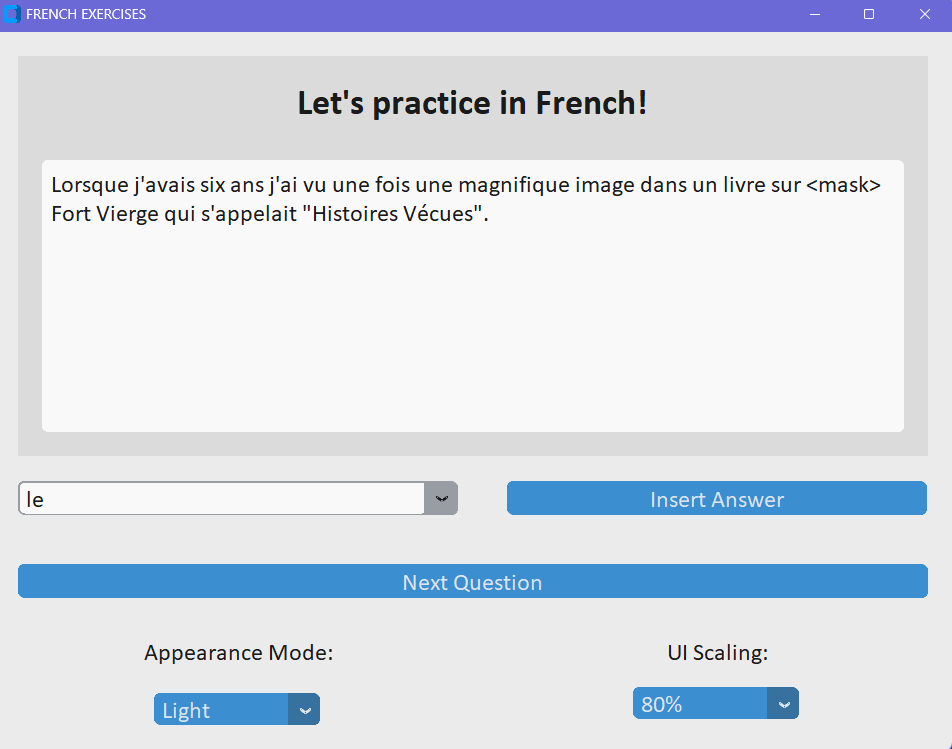 FRENCH EXERCISES
Let's practice in French!
Lorsque j'avais six ans j'ai vu une fois une magnifique image dans un livre sur <mask>
Fort Vierge qui s'appelait "Histoires Vécues".
le
Insert Answer
Next Question
Appearance Mode:
UI Scaling:
Light
80%